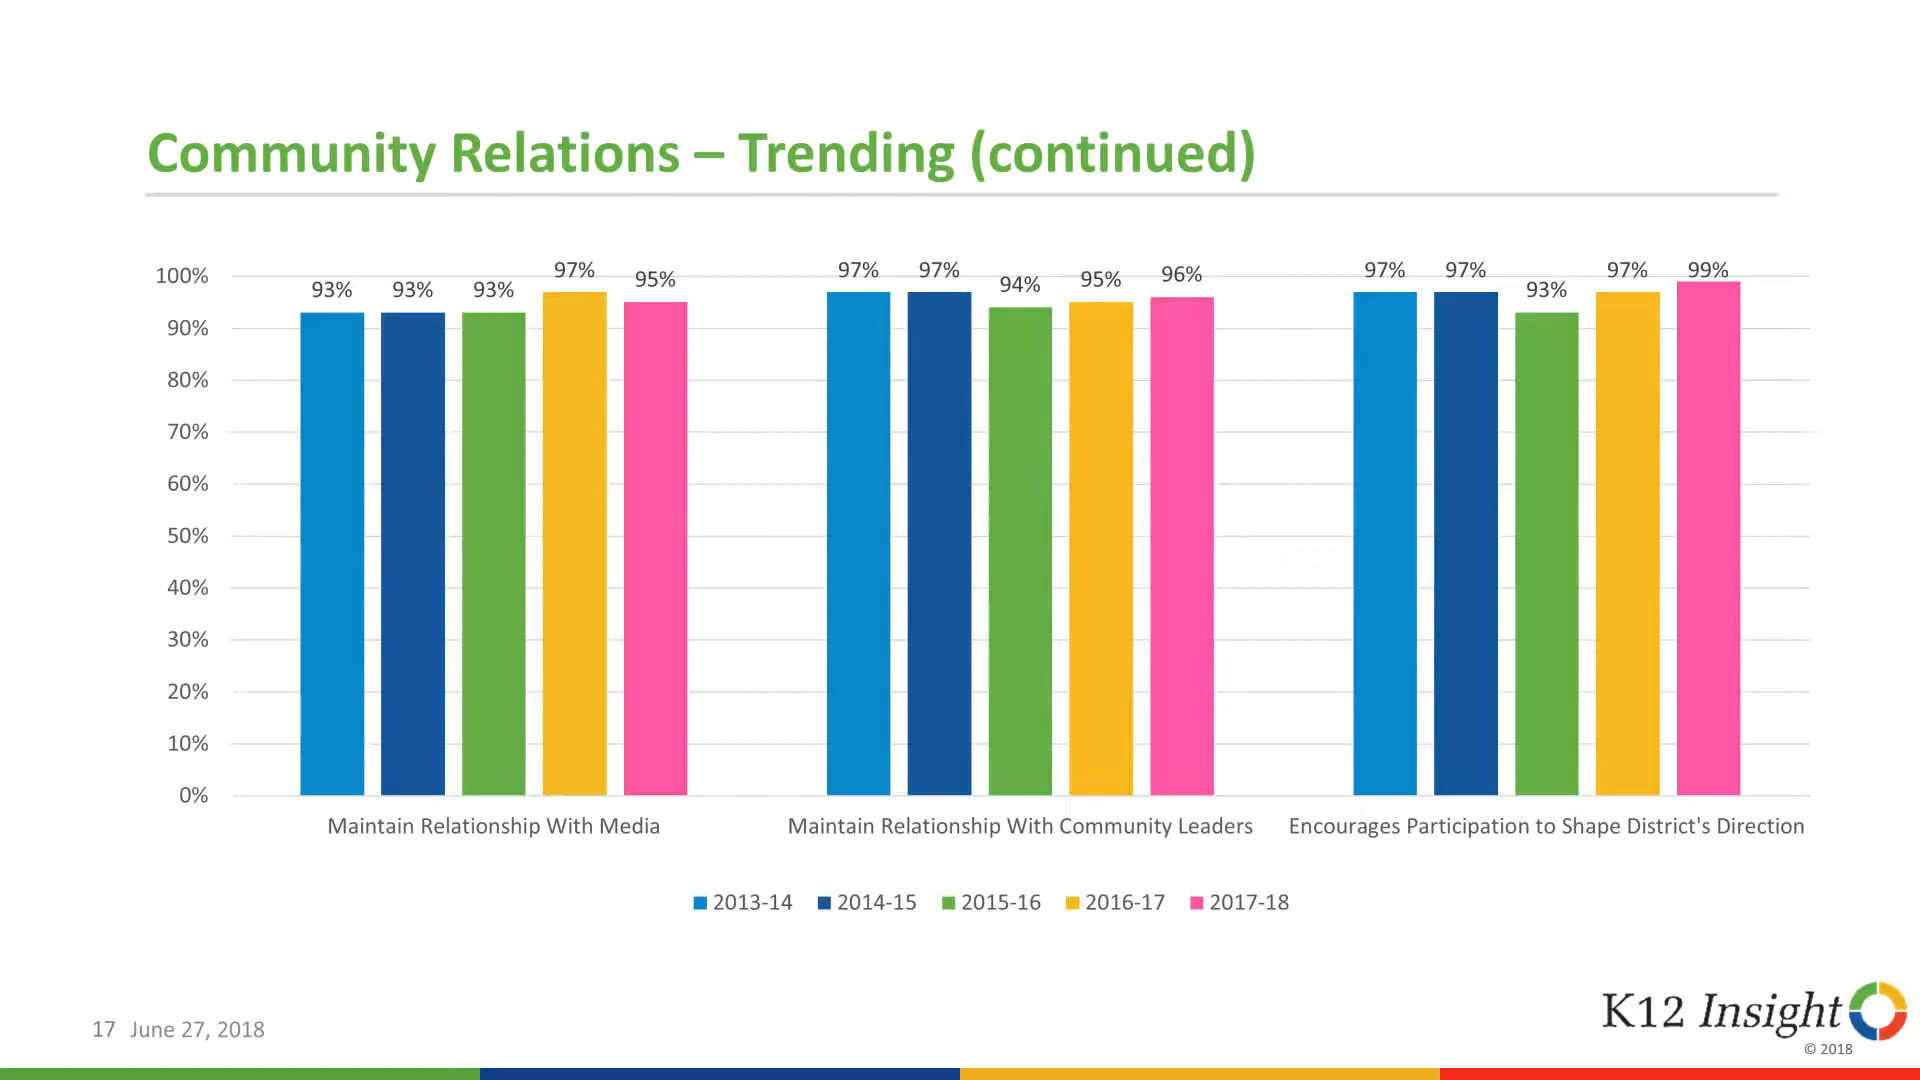 Community Relations – Trending (continued)
100%
90%
80%
70%
60%
50%
40%
30%
20%
10%
0%
93% 93% 93% 97% 95%
97% 97% 94% 95% 96%
97% 97% 93% 97% 99%
Maintain Relationship With Media
Maintain Relationship With Community Leaders
Encourages Participation to Shape District's Direction
2013-14 2014-15 2015-16 2016-17 2017-18
17 June 27, 2018
K12 Insight
© 2018